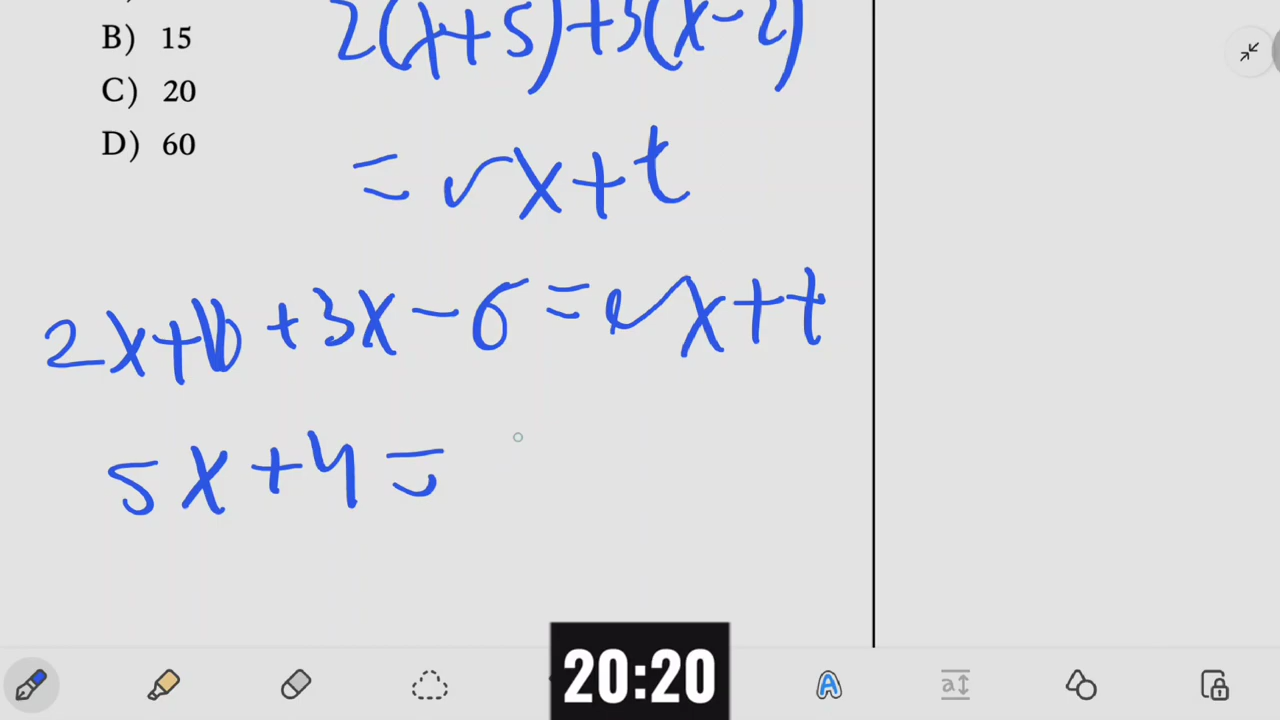 2(x+5)+3(x-2)
B) 15
C) 20
D) 60
= rx+t
2x+10+3x-6=rx+t
5x+4=
20:20
A a